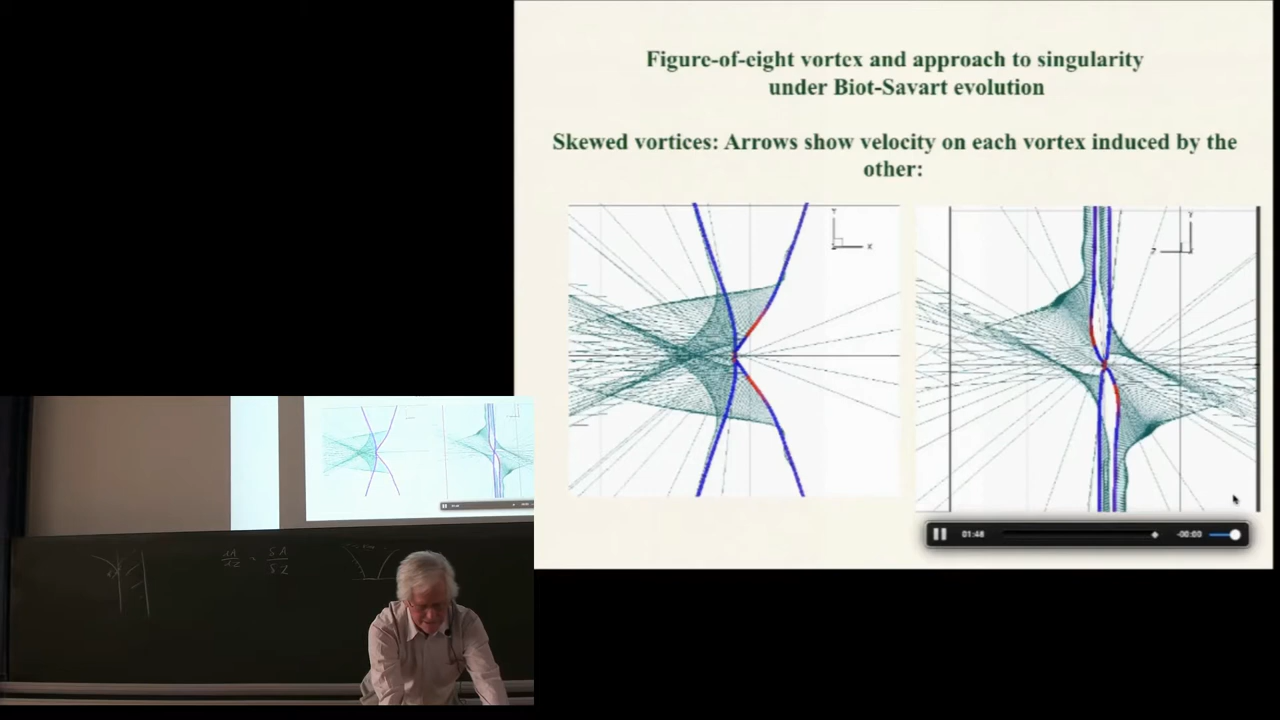 Figure-of-eight vortex and approach to singularity
under Biot-Savart evolution
Skewed vortices: Arrows show velocity on each vortex induced by the
other:
Y
X
Y
Z
01:48
-00:00